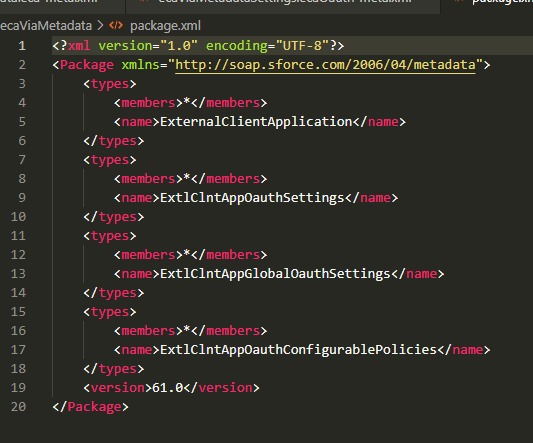 ecaViaMetadata > package.xml
1 <?xml version="1.0" encoding="UTF-8"?>
2 <Package xmlns="http://soap.sforce.com/2006/04/metadata">
3 <types>
4 <members>*</members>
5 <name>ExternalClientApplication</name>
6 </types>
7 <types>
8 <members>*</members>
9 <name>ExtlClntAppOauthSettings</name>
10 </types>
11 <types>
12 <members>*</members>
13 <name>ExtlClntAppGlobalOauthSettings</name>
14 </types>
15 <types>
16 <members>*</members>
17 <name>ExtlClntAppOauthConfigurablePolicies</name>
18 </types>
19 <version>61.0</version>
20 </Package>